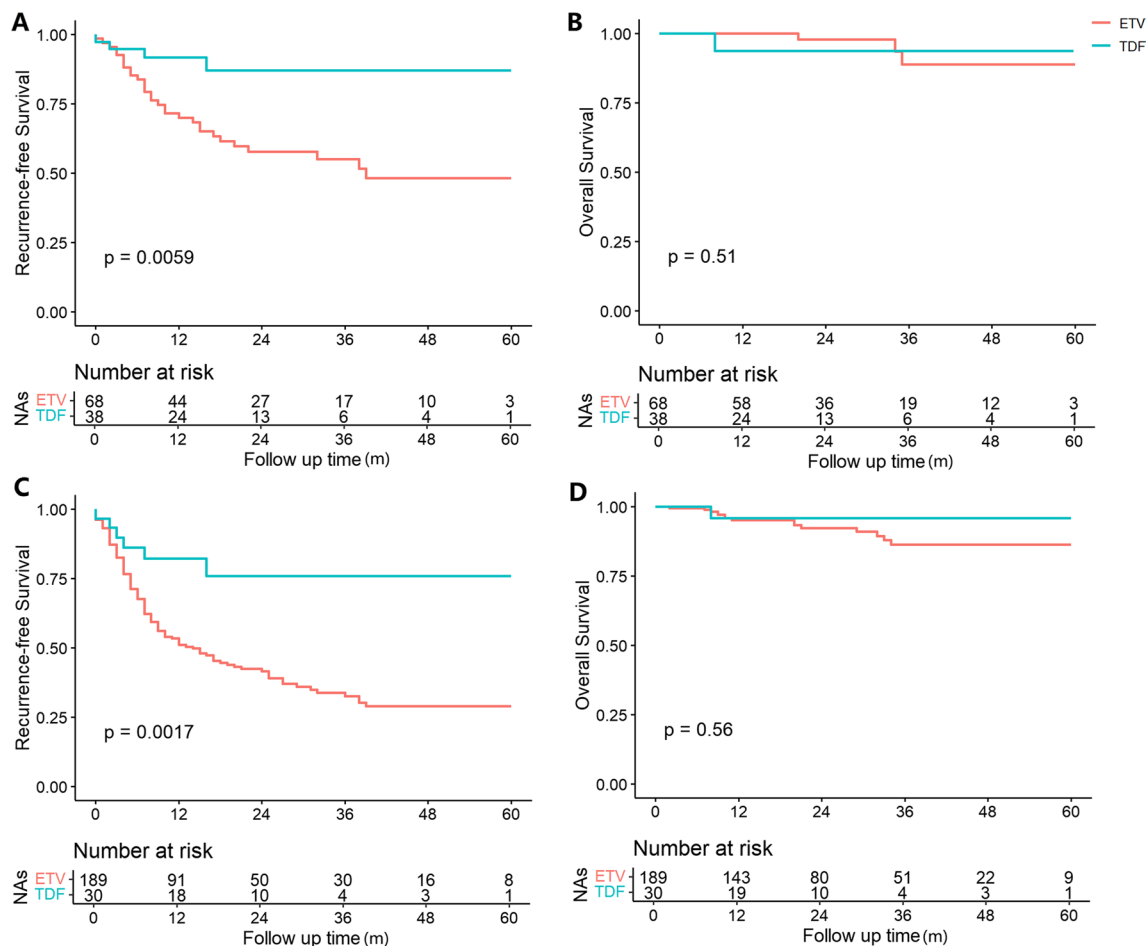 A
Recurrence-free Survival
1.00
0.75
0.50
0.25
0.00
p = 0.0059
0 12 24 36 48 60
Number at risk
NAs
ETV 68 44 27 17 10 3
TDF 38 24 13 6 4 1
0 12 24 36 48 60
Follow up time (m)
B
Overall Survival
1.00
0.75
0.50
0.25
0.00
p = 0.51
ETV
TDF
0 12 24 36 48 60
Number at risk
NAs
ETV 68 58 36 19 12 3
TDF 38 24 13 6 4 1
0 12 24 36 48 60
Follow up time (m)
C
Recurrence-free Survival
1.00
0.75
0.50
0.25
0.00
p = 0.0017
0 12 24 36 48 60
Number at risk
NAs
ETV 189 91 50 30 16 8
TDF 30 18 10 4 3 1
0 12 24 36 48 60
Follow up time (m)
D
Overall Survival
1.00
0.75
0.50
0.25
0.00
p = 0.56
0 12 24 36 48 60
Number at risk
NAs
ETV 189 143 80 51 22 9
TDF 30 19 10 4 3 1
0 12 24 36 48 60
Follow up time (m)